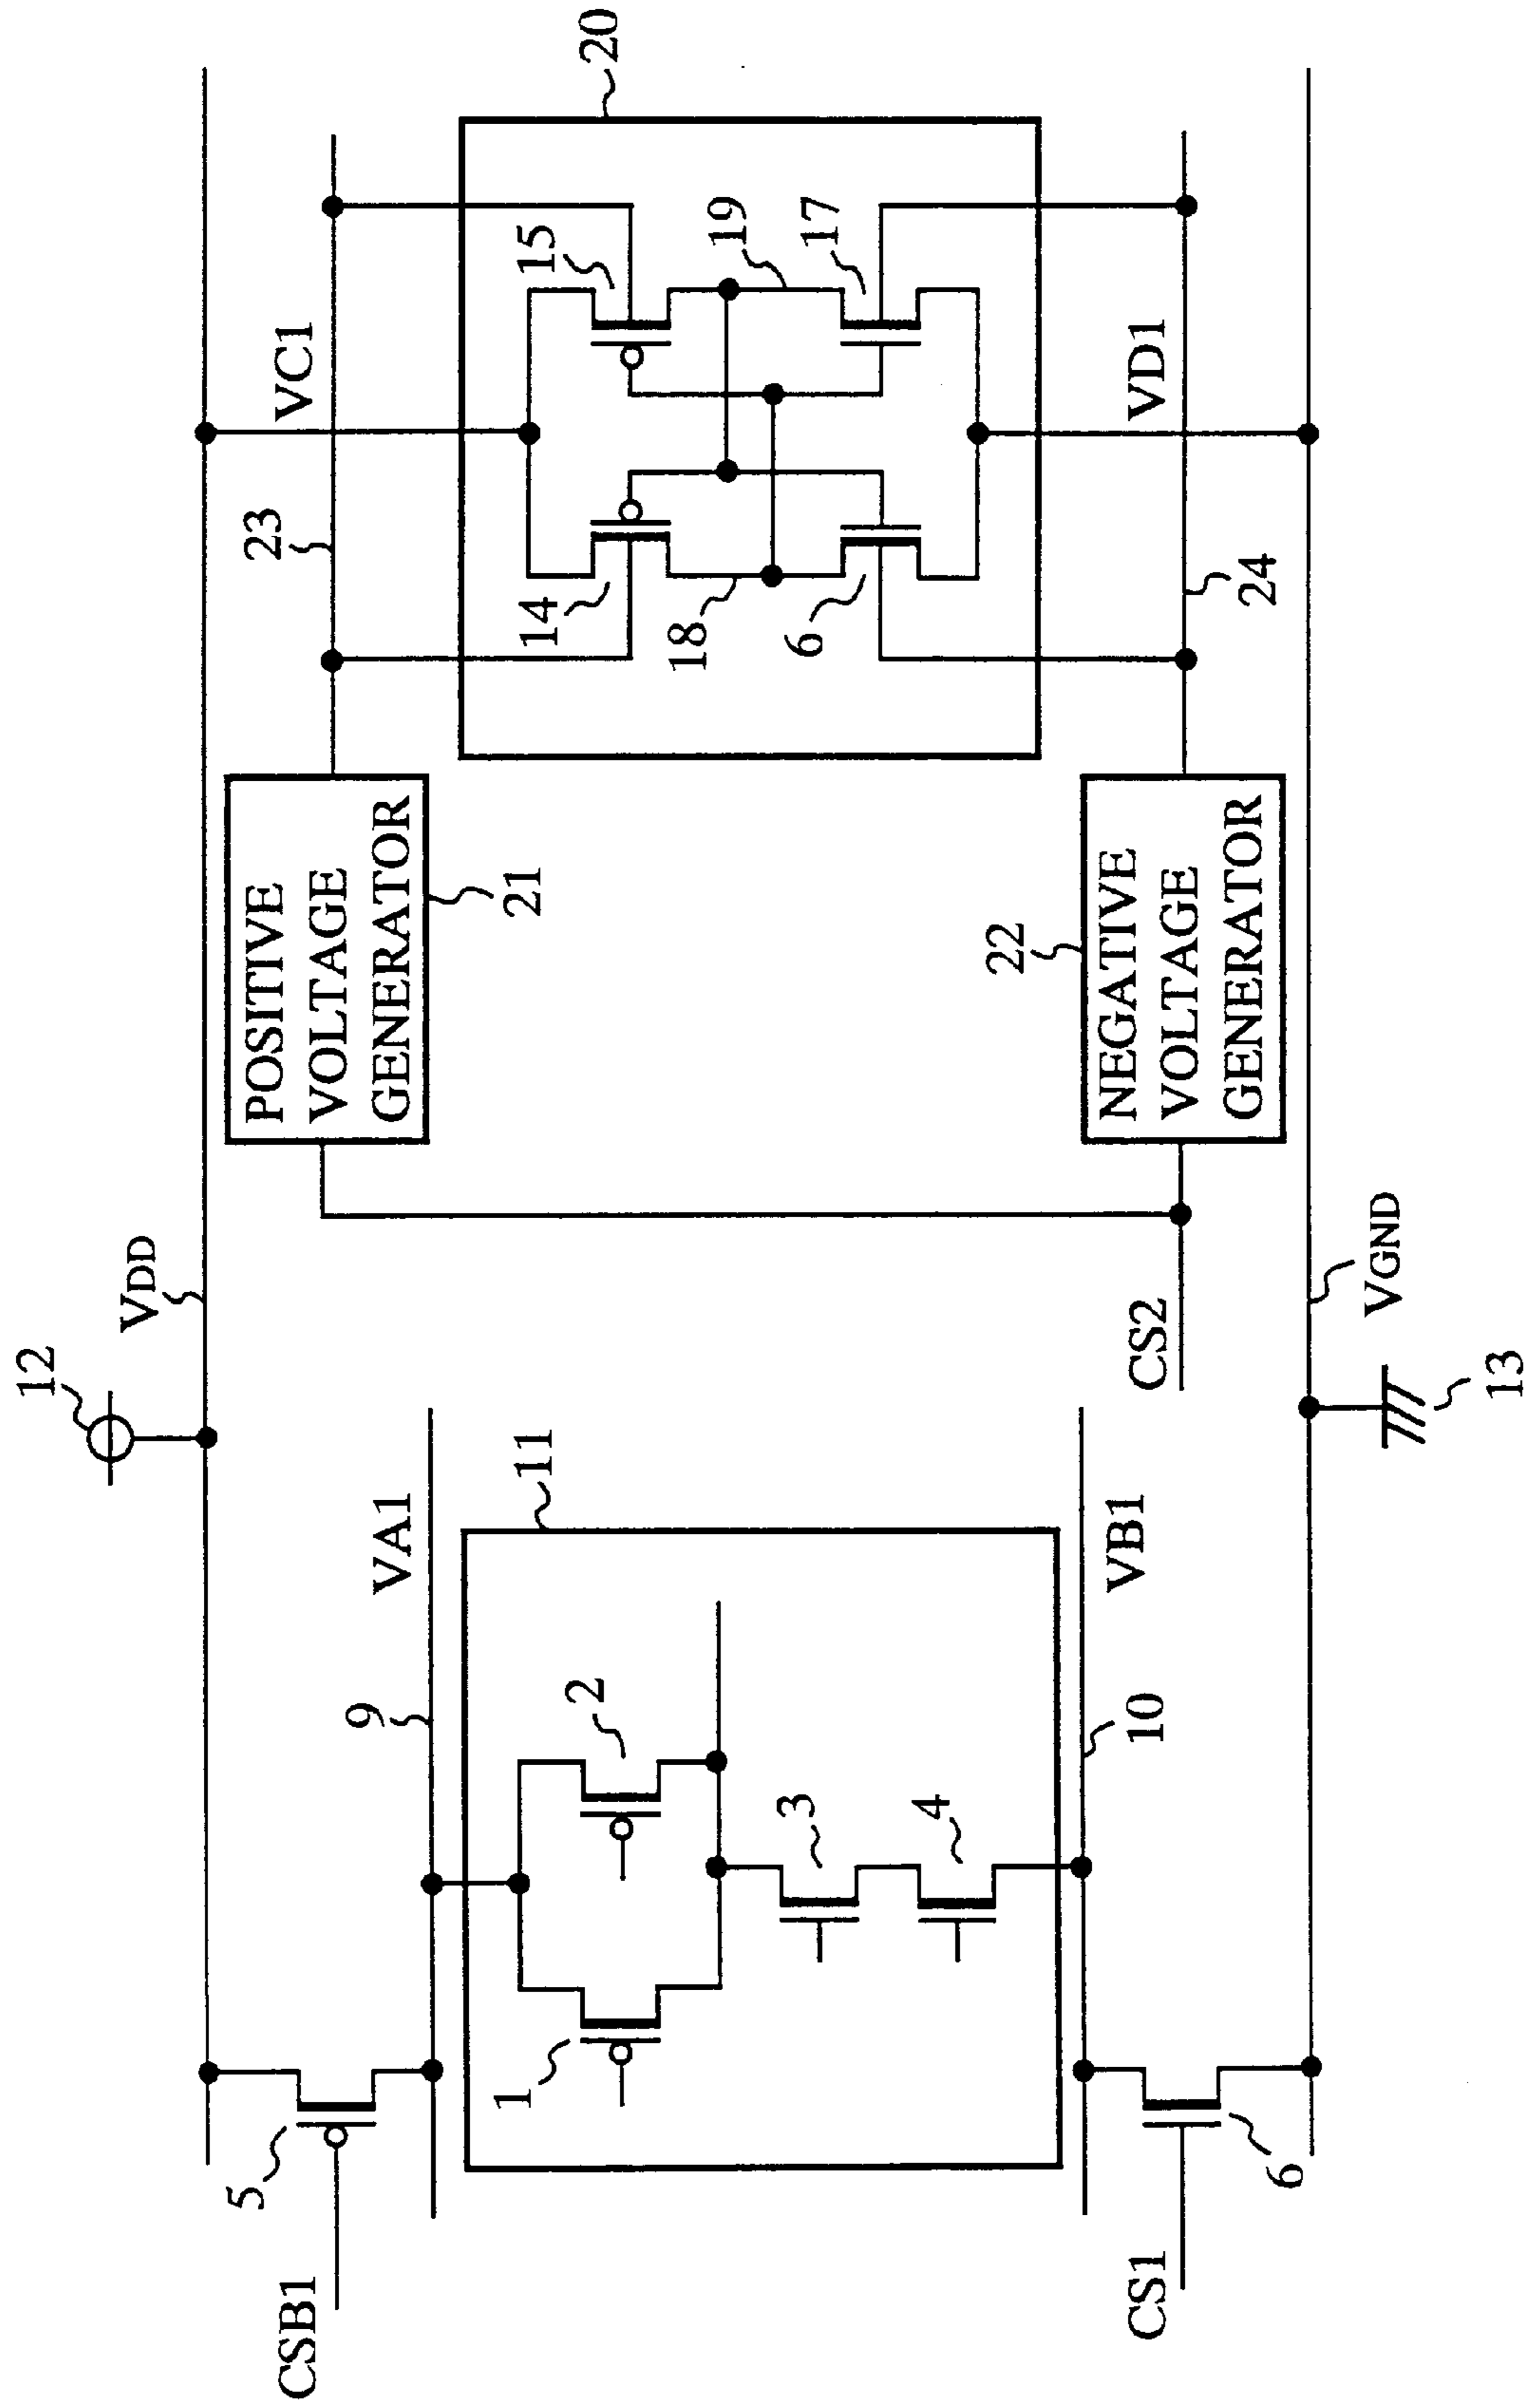 12
VDD
CSB1
5
9
VA1
11
1
2
3
4
10
VB1
CS1
6
VGND
13
CS2
POSITIVE
VOLTAGE
GENERATOR
21
22
NEGATIVE
VOLTAGE
GENERATOR
23
VC1
20
14
15
18
19
6
17
24
VD1